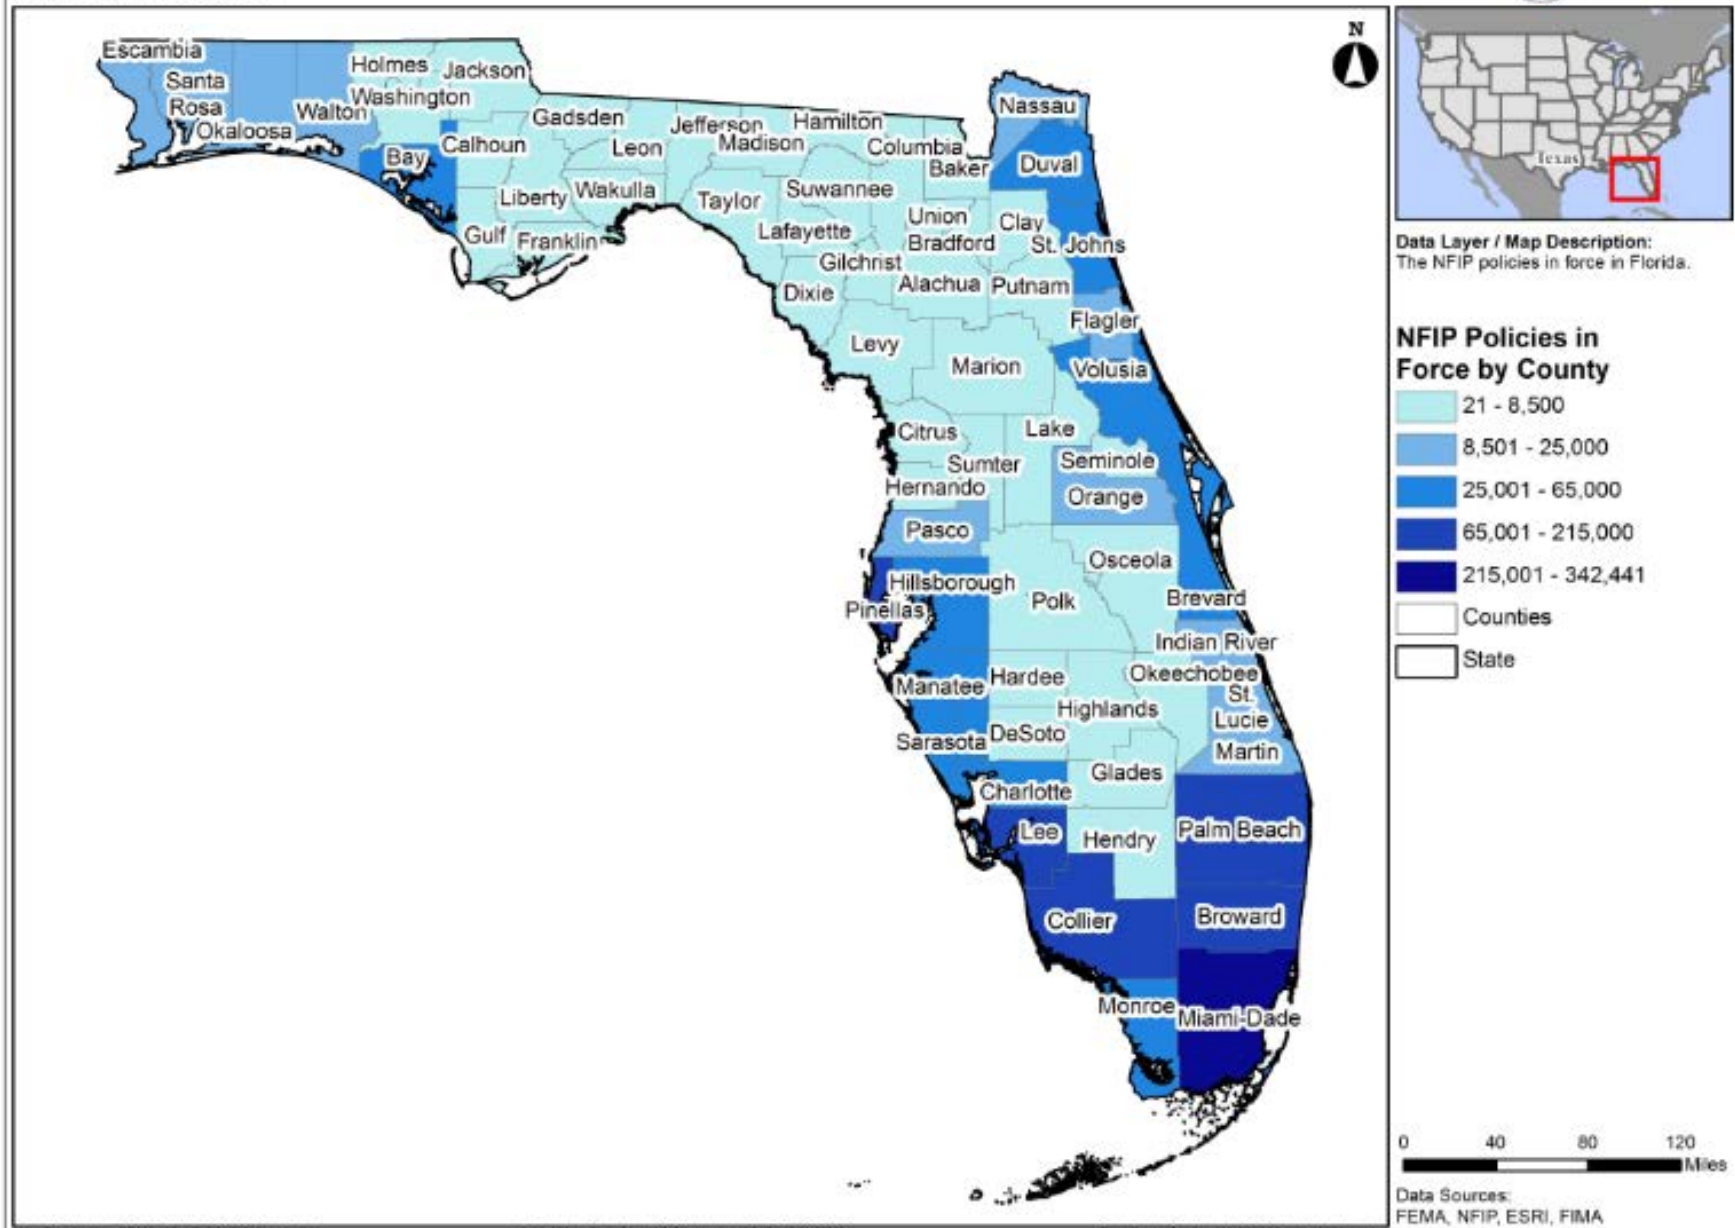 Escambia
Santa
Rosa
Okaloosa
Walton
Holmes
Washington
Jackson
Bay
Calhoun
Gulf
Gadsden
Liberty
Franklin
Leon
Wakulla
Jefferson
Madison
Taylor
Hamilton
Suwannee
Lafayette
Columbia
Baker
Nassau
Duval
Union
Bradford
Clay
St. Johns
Gilchrist
Dixie
Alachua
Putnam
Flagler
Levy
Marion
Volusia
Citrus
Lake
Sumter
Hernando
Seminole
Orange
Pasco
Osceola
Hillsborough
Pinellas
Polk
Brevard
Indian River
Okeechobee
St.
Lucie
Martin
Manatee
Hardee
Highlands
Sarasota
DeSoto
Charlotte
Glades
Lee
Hendry
Palm Beach
Collier
Broward
Monroe
Miami-Dade
N
Texas
Data Layer / Map Description:
The NFIP policies in force in Florida.
NFIP Policies in
Force by County
21 - 8,500
8,501 - 25,000
25,001 - 65,000
65,001 - 215,000
215,001 - 342,441
Counties
State
0 40 80 120
Miles
Data Sources:
FEMA, NFIP, ESRI, FIMA